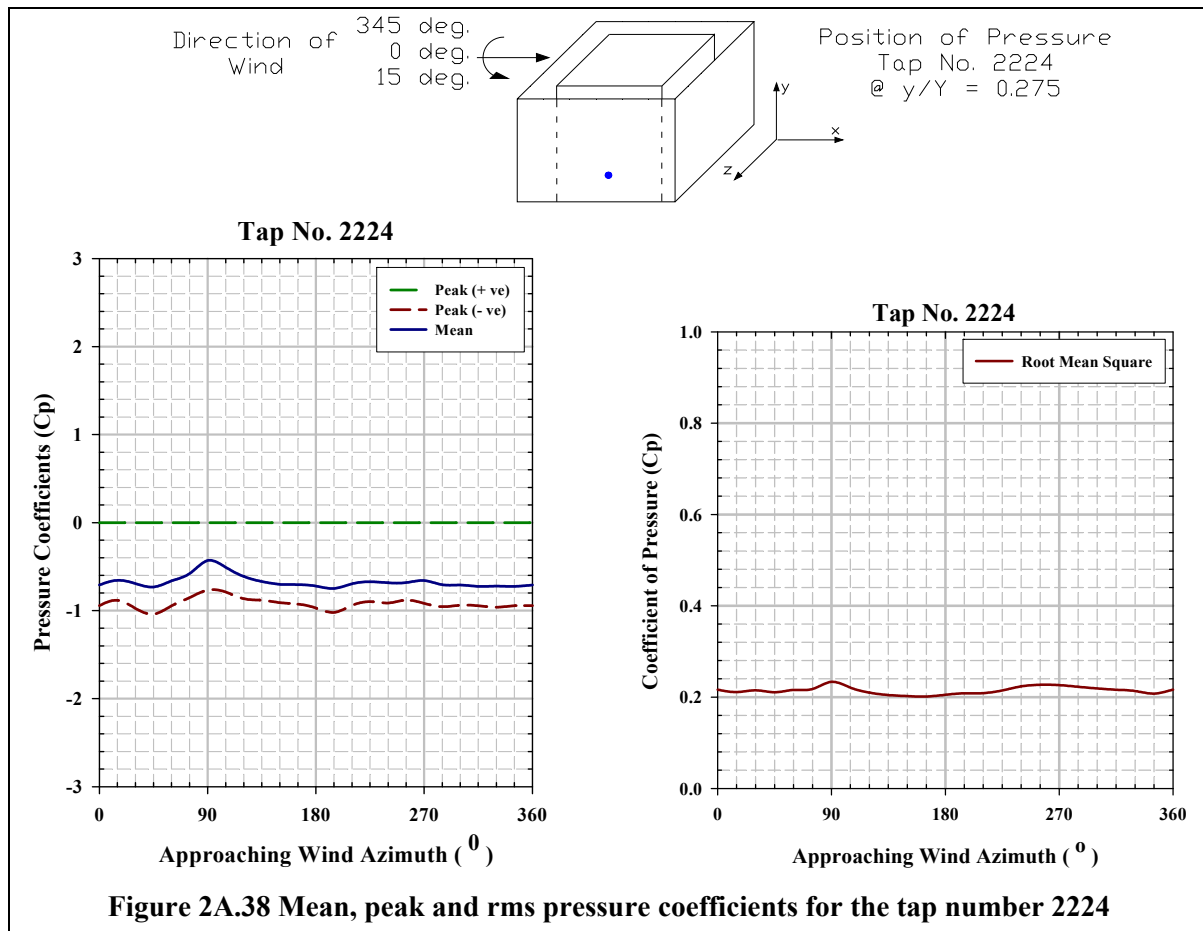 Direction of
Wind
345 deg.
0 deg.
15 deg.
Position of Pressure
Tap No. 2224
@ y/Y = 0.275
y
x
z
Tap No. 2224
Pressure Coefficients (Cp)
3
2
1
0
-1
-2
-3
Peak (+ ve)
Peak (- ve)
Mean
0
90
180
270
360
Approaching Wind Azimuth ( 0 )
Tap No. 2224
Coefficient of Pressure (Cp)
1.0
0.8
0.6
0.4
0.2
0.0
Root Mean Square
0
90
180
270
360
Approaching Wind Azimuth ( o )
Figure 2A.38 Mean, peak and rms pressure coefficients for the tap number 2224